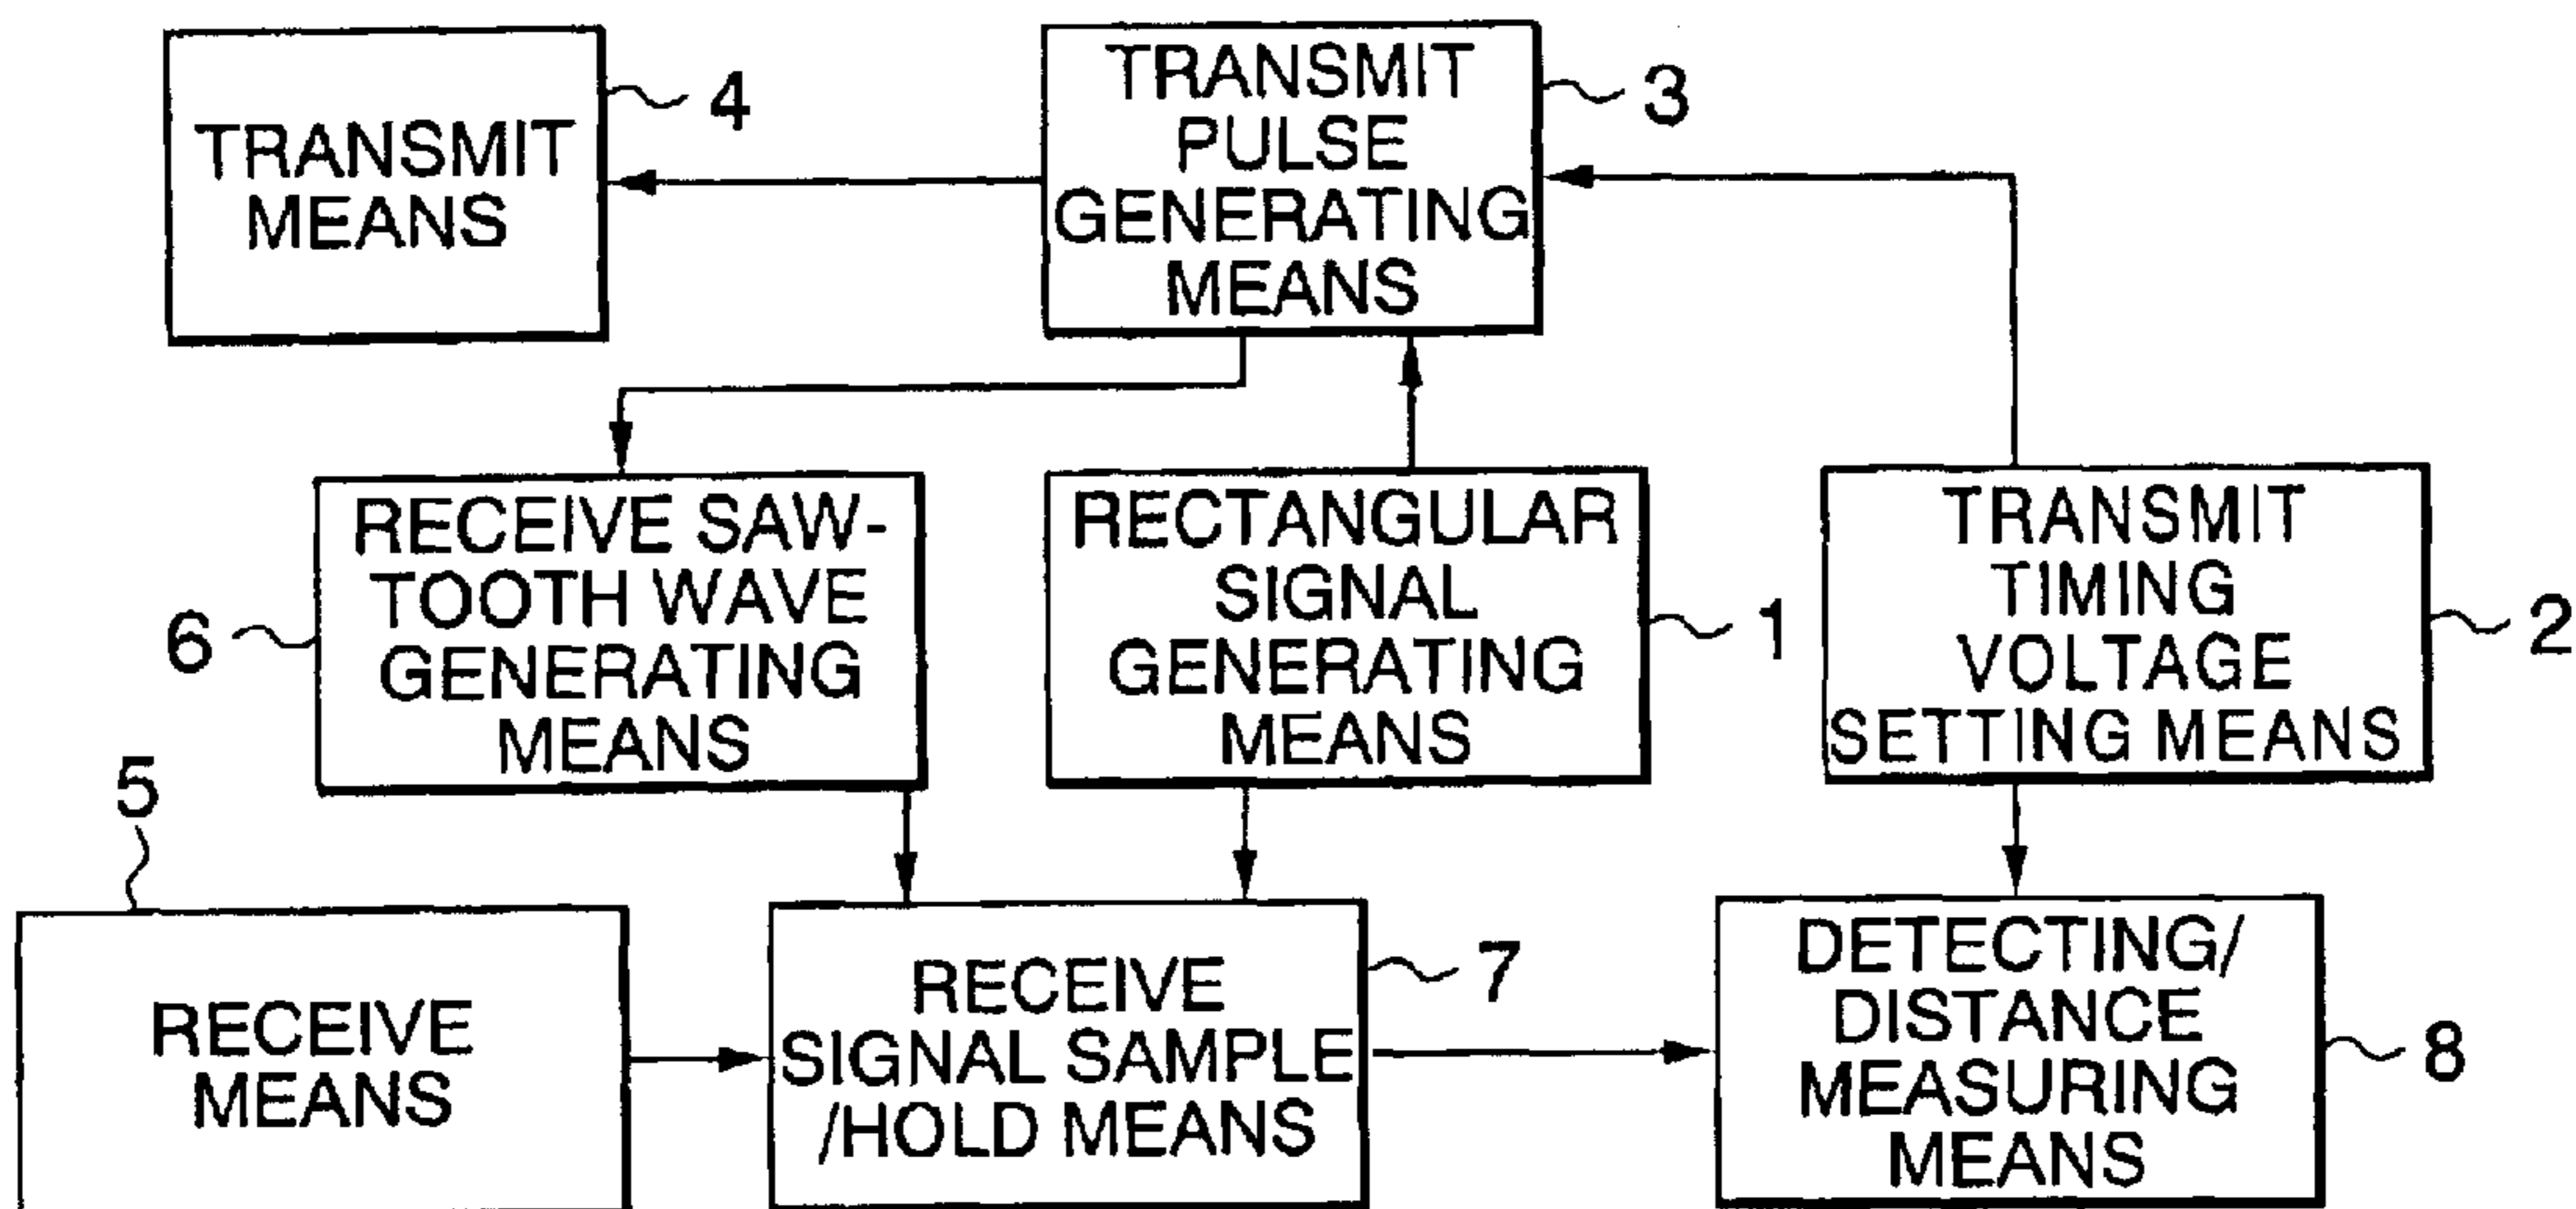 TRANSMIT
MEANS
4
TRANSMIT
PULSE
GENERATING
MEANS
3
RECEIVE SAW-
TOOTH WAVE
GENERATING
MEANS
6
RECTANGULAR
SIGNAL
GENERATING
MEANS
1
TRANSMIT
TIMING
VOLTAGE
SETTING MEANS
2
5
RECEIVE
MEANS
RECEIVE
SIGNAL SAMPLE
/HOLD MEANS
7
DETECTING/
DISTANCE
MEASURING
MEANS
8